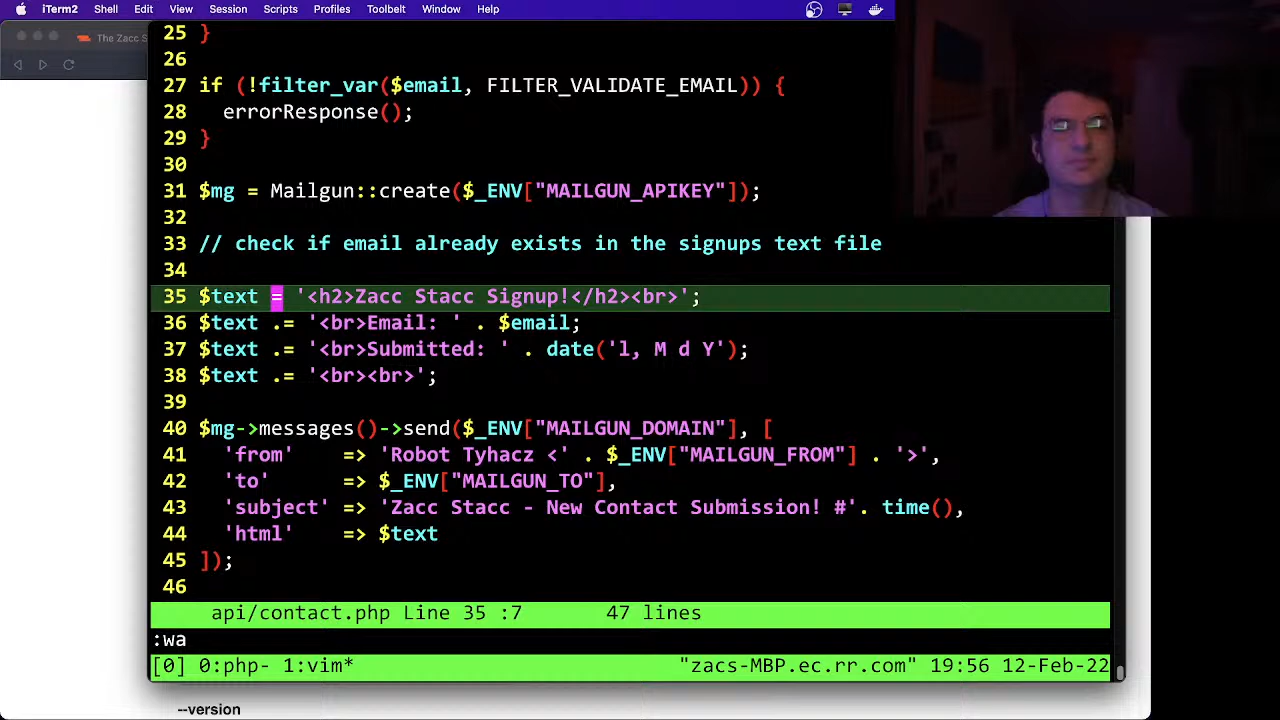 iTerm2 Shell Edit View Session Scripts Profiles Toolbelt Window Help
The Zacc S
25 }
26
27 if (!filter_var($email, FILTER_VALIDATE_EMAIL)) {
28   errorResponse();
29 }
30
31 $mg = Mailgun::create($_ENV["MAILGUN_APIKEY"]);
32
33 // check if email already exists in the signups text file
34
35 $text = '<h2>Zacc Stacc Signup!</h2><br>';
36 $text .= '<br>Email: ' . $email;
37 $text .= '<br>Submitted: ' . date('l, M d Y');
38 $text .= '<br><br>';
39
40 $mg->messages()->send($_ENV["MAILGUN_DOMAIN"], [
41   'from'    => 'Robot Tyhacz <' . $_ENV["MAILGUN_FROM"] . '>',
42   'to'      => $_ENV["MAILGUN_TO"],
43   'subject' => 'Zacc Stacc - New Contact Submission! #'. time(),
44   'html'    => $text
45 ]);
46
api/contact.php Line 35 :7 47 lines
:wa
[0] 0:php- 1:vim* "zacs-MBP.ec.rr.com" 19:56 12-Feb-22
--version